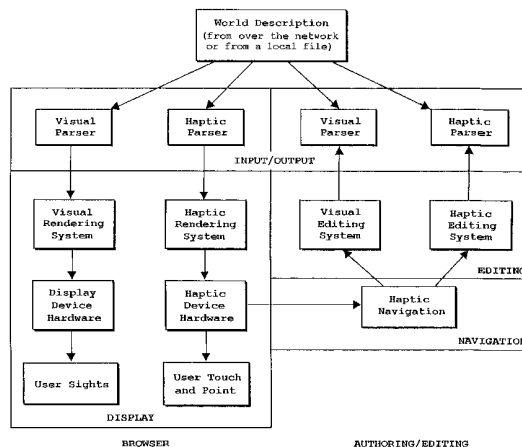 World Description
(from over the network
or from a local file)
Visual
Parser
Haptic
Parser
Visual
Parser
Haptic
Parser
INPUT/OUTPUT
Visual
Rendering
System
Haptic
Rendering
System
Visual
Editing
System
Haptic
Editing
System
EDITING
Display
Device
Hardware
Haptic
Device
Hardware
Haptic
Navigation
NAVIGATION
User Sights
User Touch
and Point
DISPLAY
BROWSER
AUTHORING/EDITING